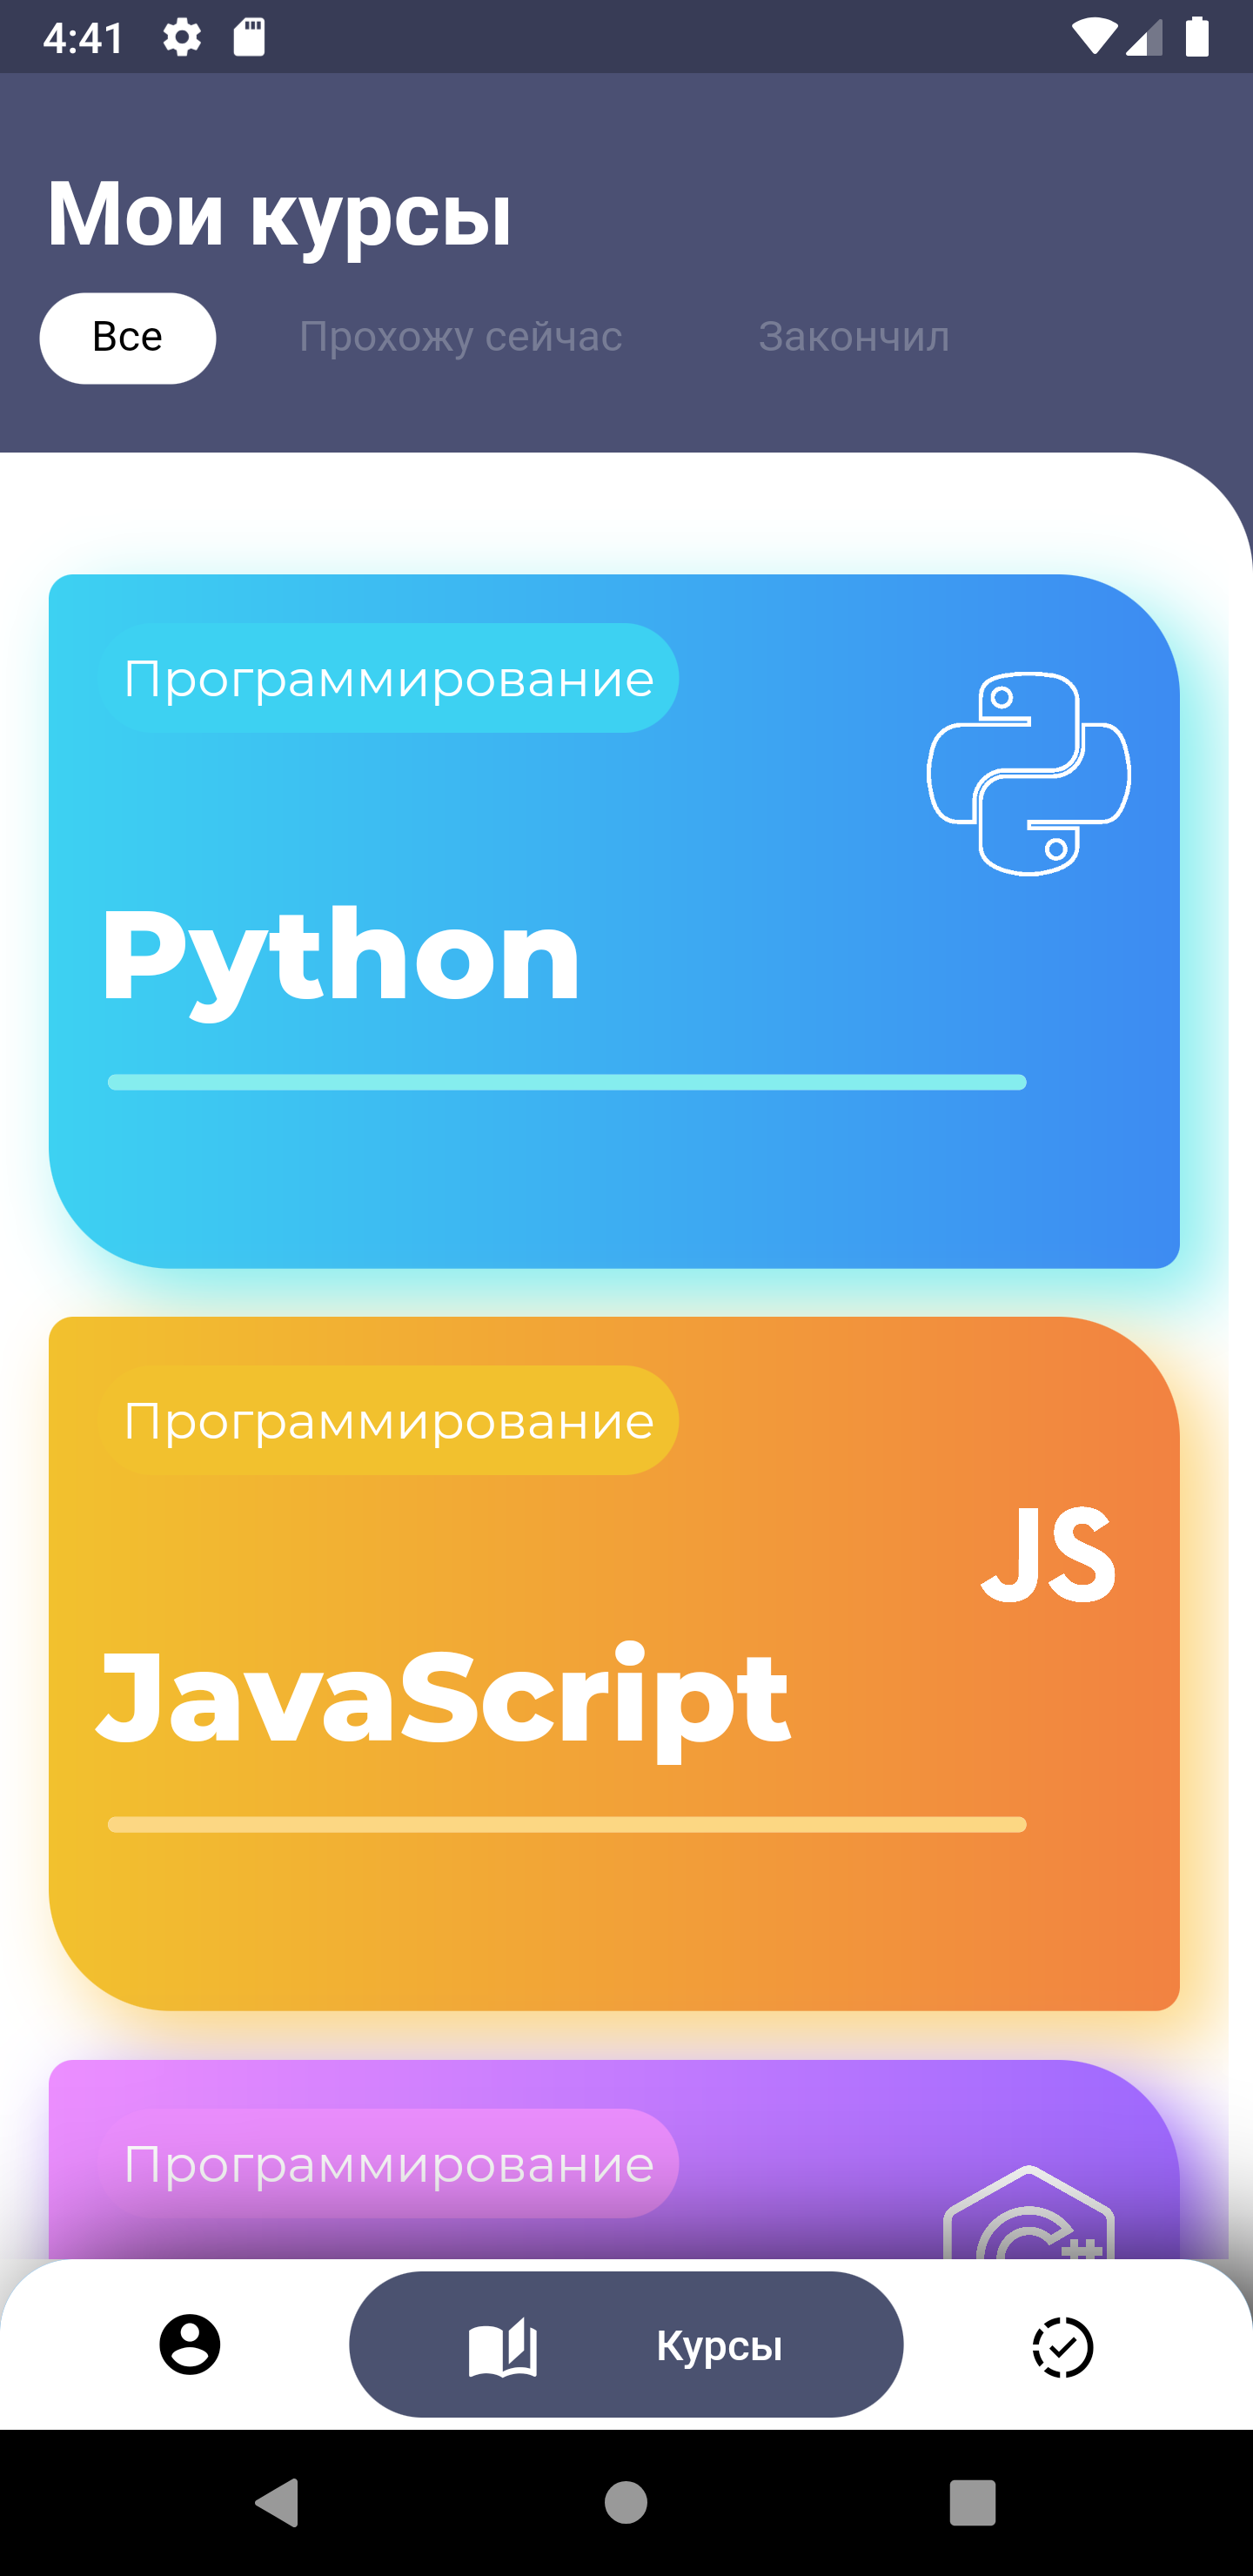 4:41
Мои курсы
Все Прохожу сейчас Закончил
Программирование
Python
Программирование
JS
JavaScript
Программирование
C#
Курсы